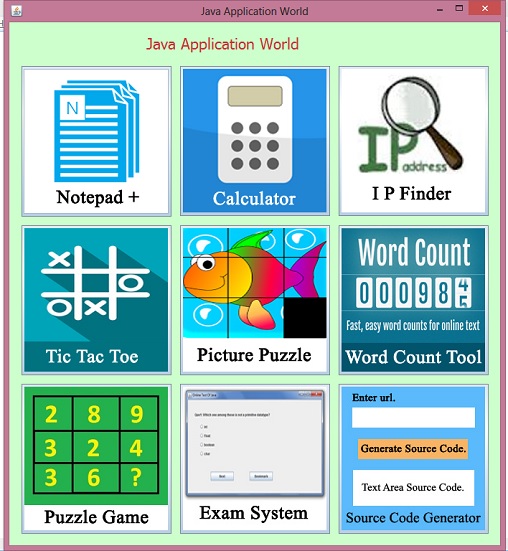 Java Application World
Java Application World
N
Notepad +
Calculator
IP
address
I P Finder
Tic Tac Toe
Picture Puzzle
Word Count
Fast, easy word counts for online text
Word Count Tool
2 8 9
3 2 4
3 6 ?
Puzzle Game
Exam System
Enter url.
Generate Source Code.
Text Area Source Code.
Source Code Generator